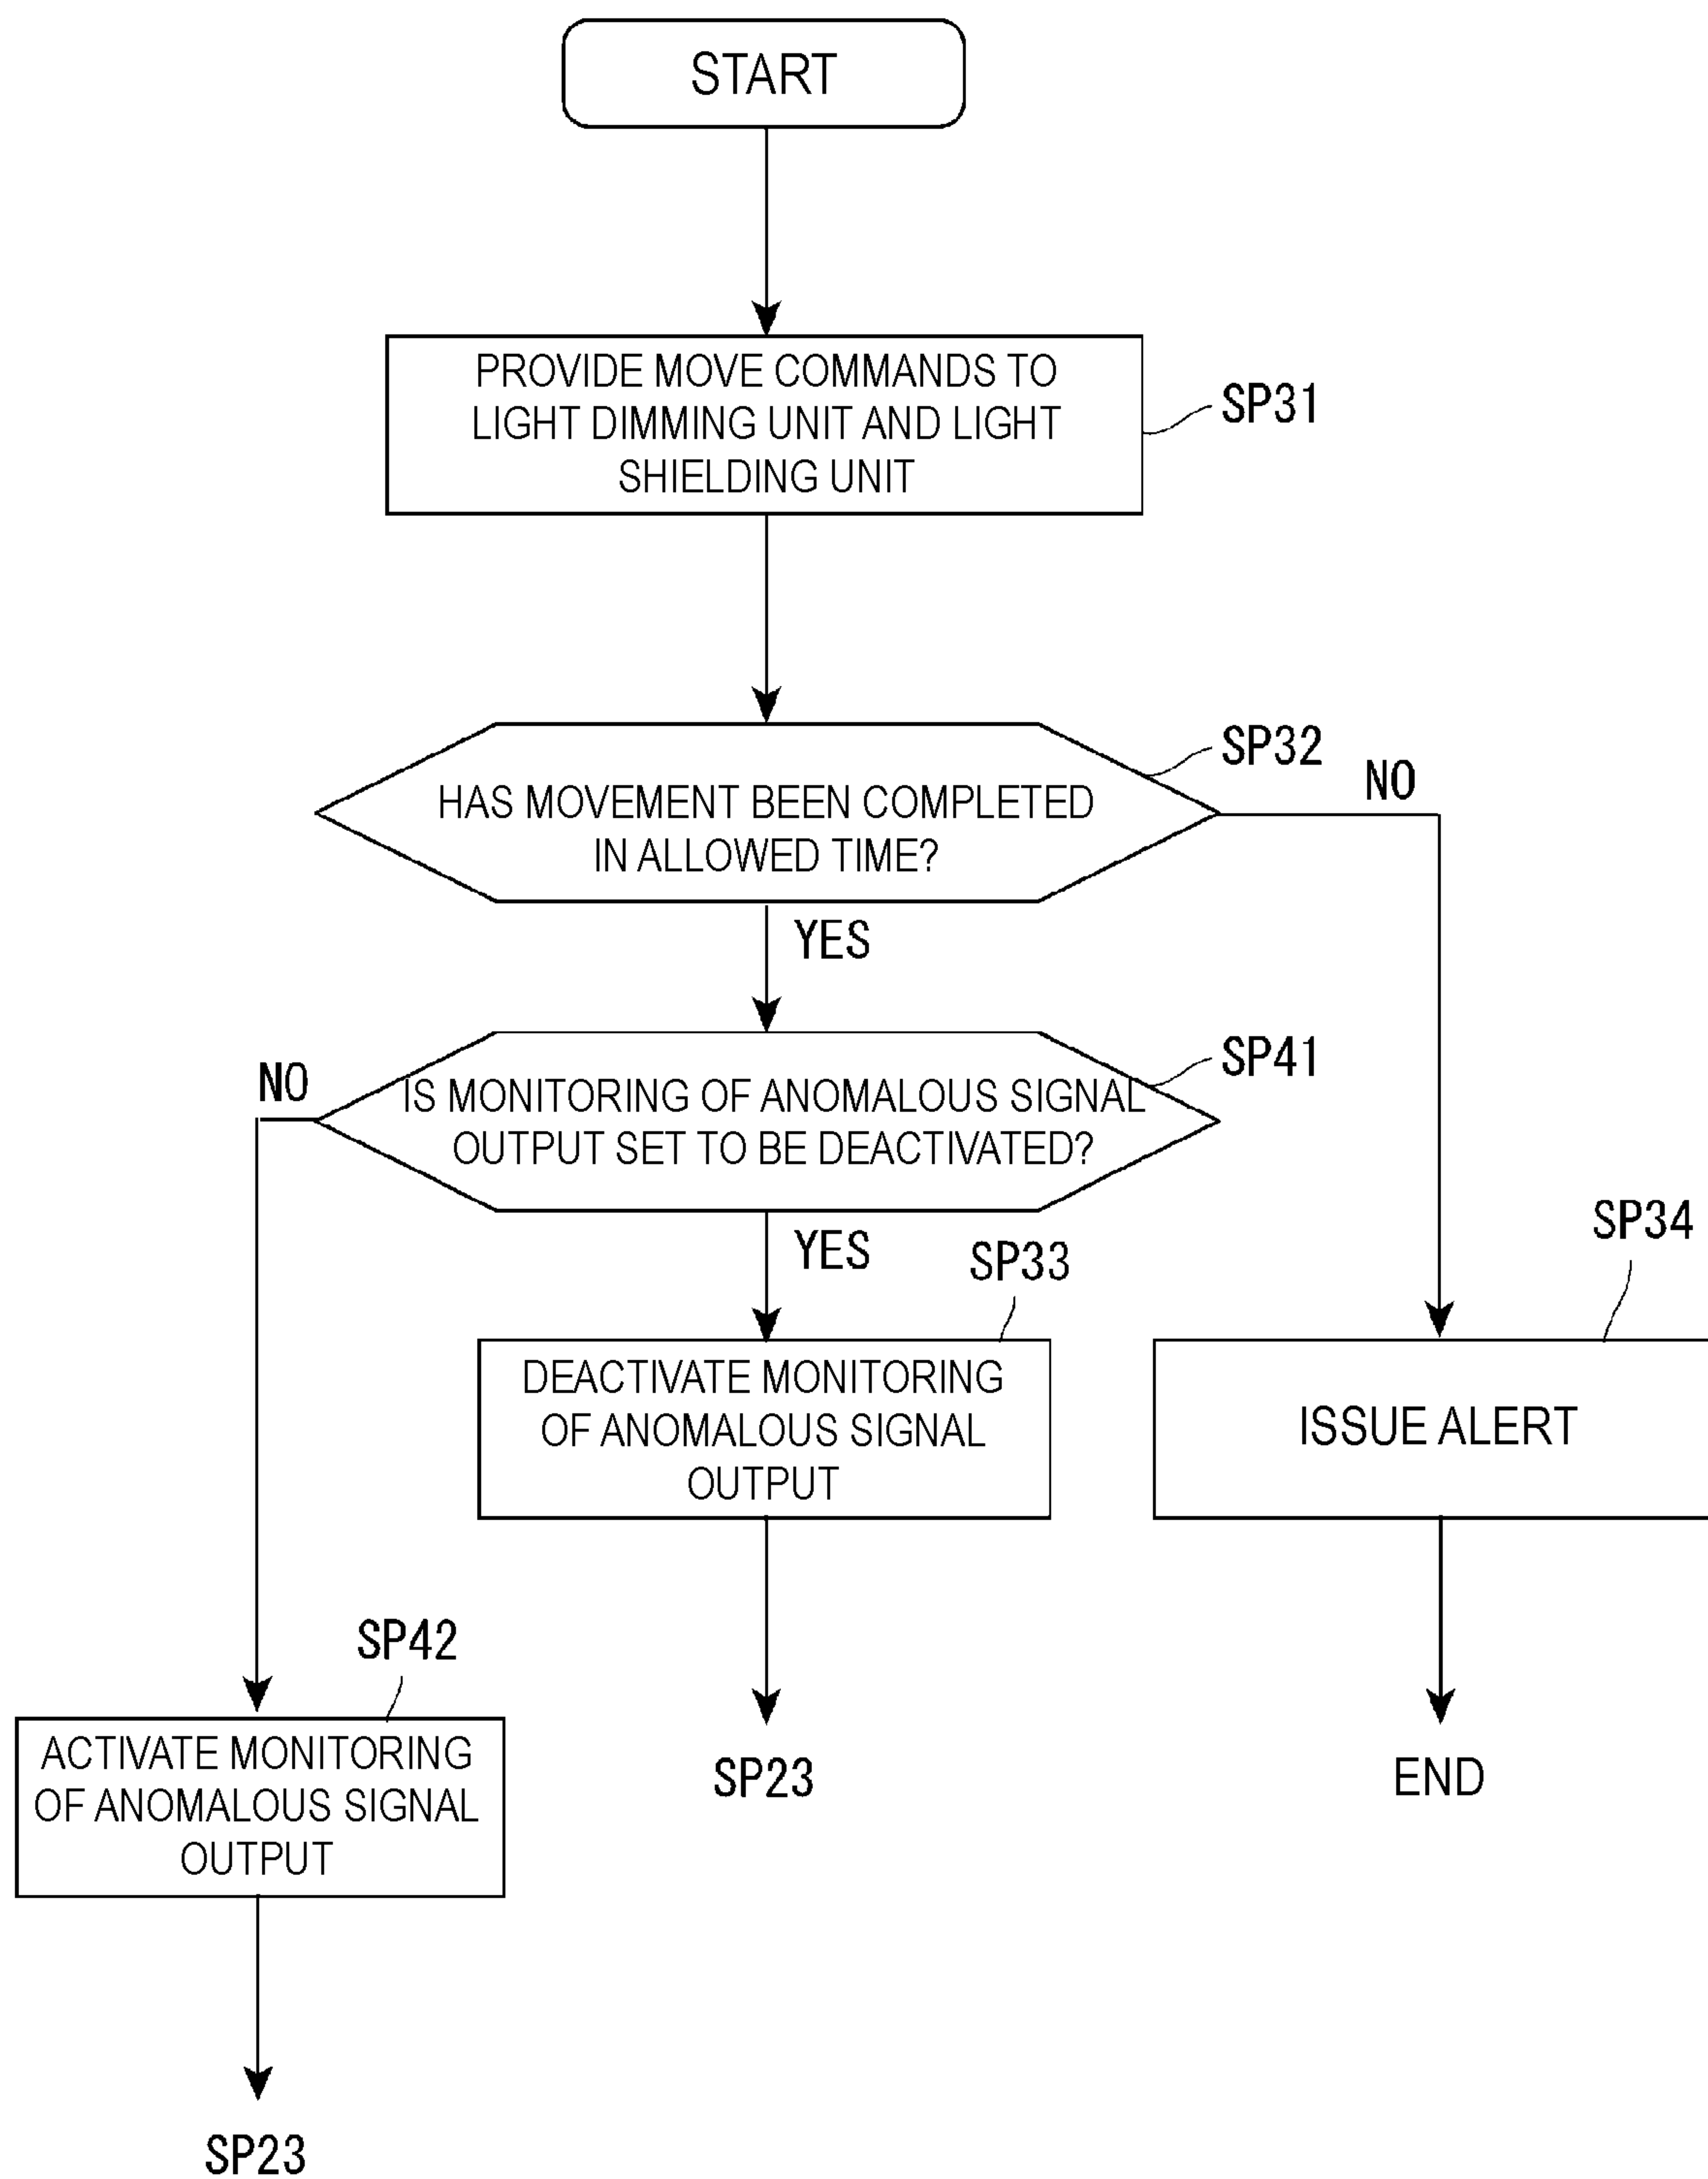 START
PROVIDE MOVE COMMANDS TO
LIGHT DIMMING UNIT AND LIGHT
SHIELDING UNIT
SP31
SP32
NO
HAS MOVEMENT BEEN COMPLETED
IN ALLOWED TIME?
YES
SP41
NO
IS MONITORING OF ANOMALOUS SIGNAL
OUTPUT SET TO BE DEACTIVATED?
YES
SP33
SP34
DEACTIVATE MONITORING
OF ANOMALOUS SIGNAL
OUTPUT
ISSUE ALERT
SP42
ACTIVATE MONITORING
OF ANOMALOUS SIGNAL
OUTPUT
SP23
END
SP23